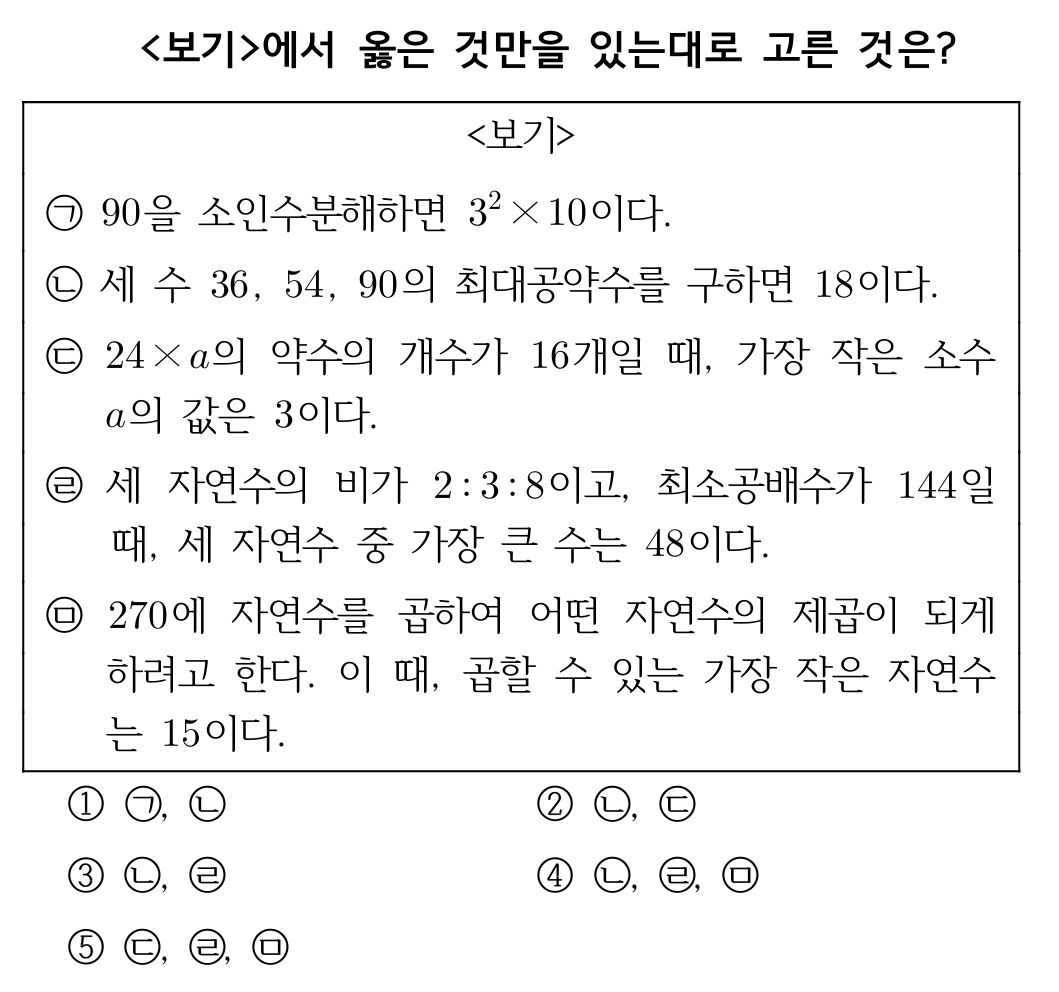 <보기>에서 옳은 것만을 있는대로 고른 것은?
<보기>
㉠ 90을 소인수분해하면 3²×10이다.
㉡ 세 수 36, 54, 90의 최대공약수를 구하면 18이다.
㉢ 24×a의 약수의 개수가 16개일 때, 가장 작은 소수
a의 값은 3이다.
㉣ 세 자연수의 비가 2:3:8이고, 최소공배수가 144일
때, 세 자연수 중 가장 큰 수는 48이다.
㉤ 270에 자연수를 곱하여 어떤 자연수의 제곱이 되게
하려고 한다. 이 때, 곱할 수 있는 가장 작은 자연수
는 15이다.
① ㉠, ㉡ ② ㉡, ㉢
③ ㉡, ㉣ ④ ㉡, ㉣, ㉤
⑤ ㉢, ㉣, ㉤